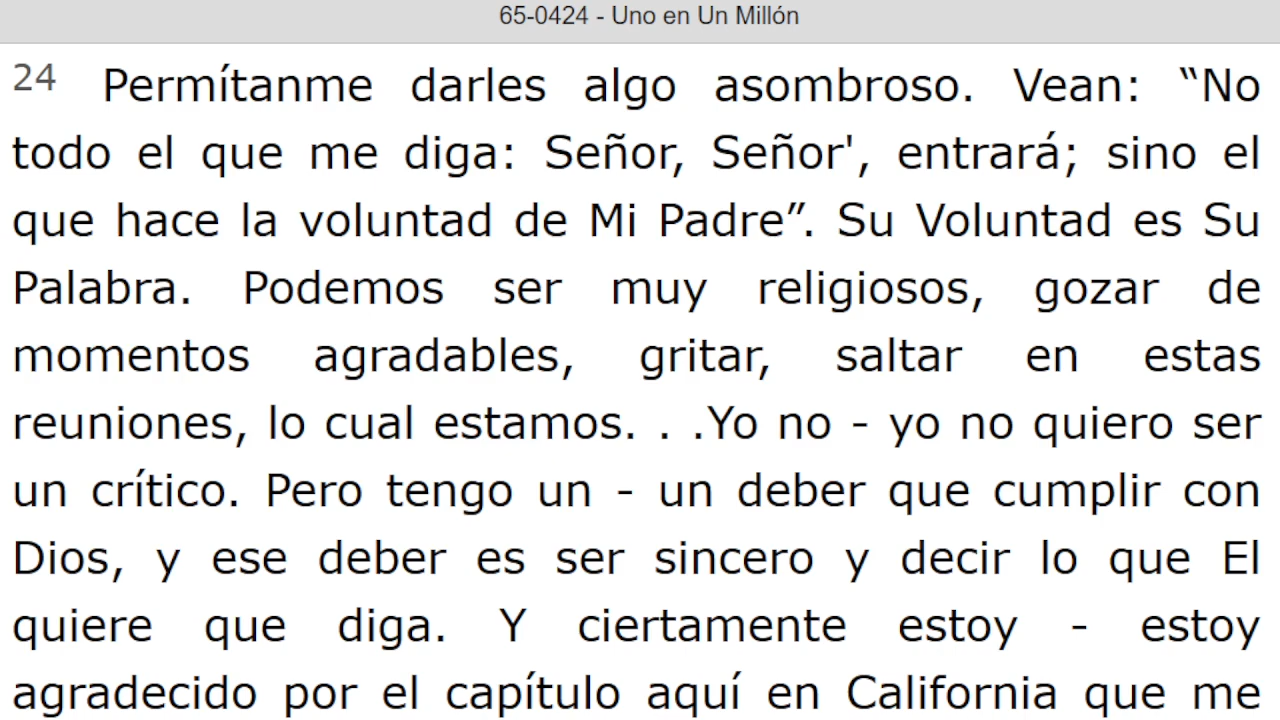 65-0424 - Uno en Un Millón
24 Permítanme darles algo asombroso. Vean: “No
todo el que me diga: Señor, Señor', entrará; sino el
que hace la voluntad de Mi Padre”. Su Voluntad es Su
Palabra. Podemos ser muy religiosos, gozar de
momentos agradables, gritar, saltar en estas
reuniones, lo cual estamos. . .Yo no - yo no quiero ser
un crítico. Pero tengo un - un deber que cumplir con
Dios, y ese deber es ser sincero y decir lo que El
quiere que diga. Y ciertamente estoy - estoy
agradecido por el capítulo aquí en California que me